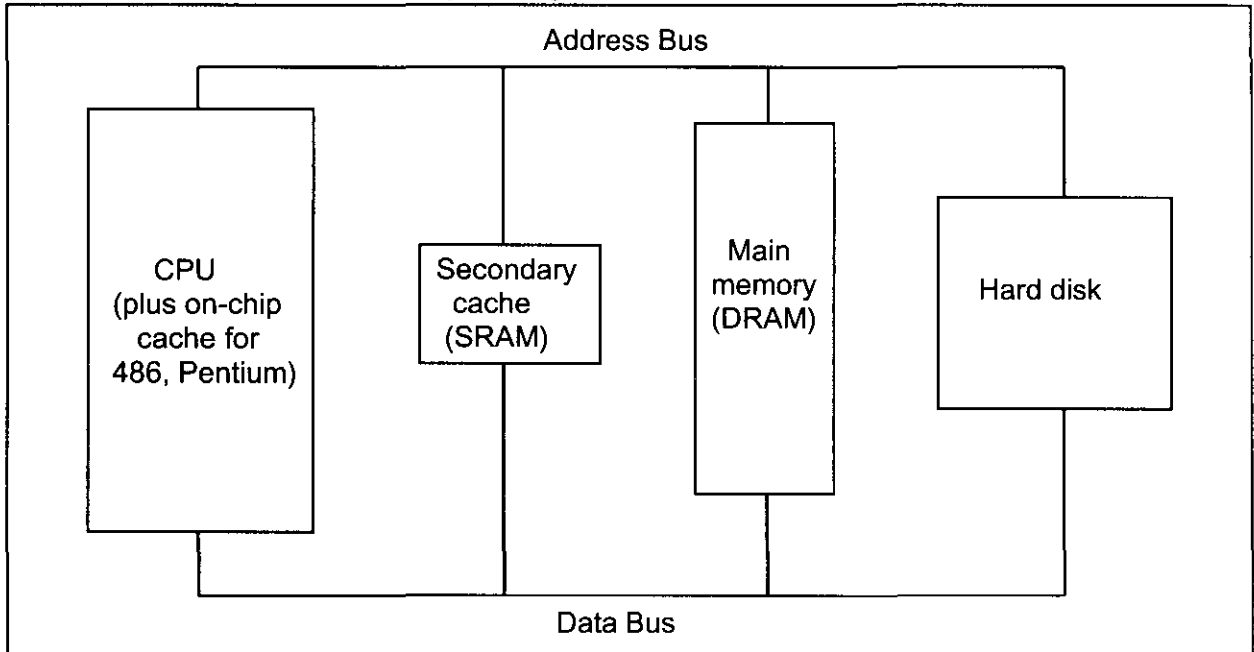 Address Bus
CPU
(plus on-chip
cache for
486, Pentium)
Secondary
cache
(SRAM)
Main
memory
(DRAM)
Hard disk
Data Bus